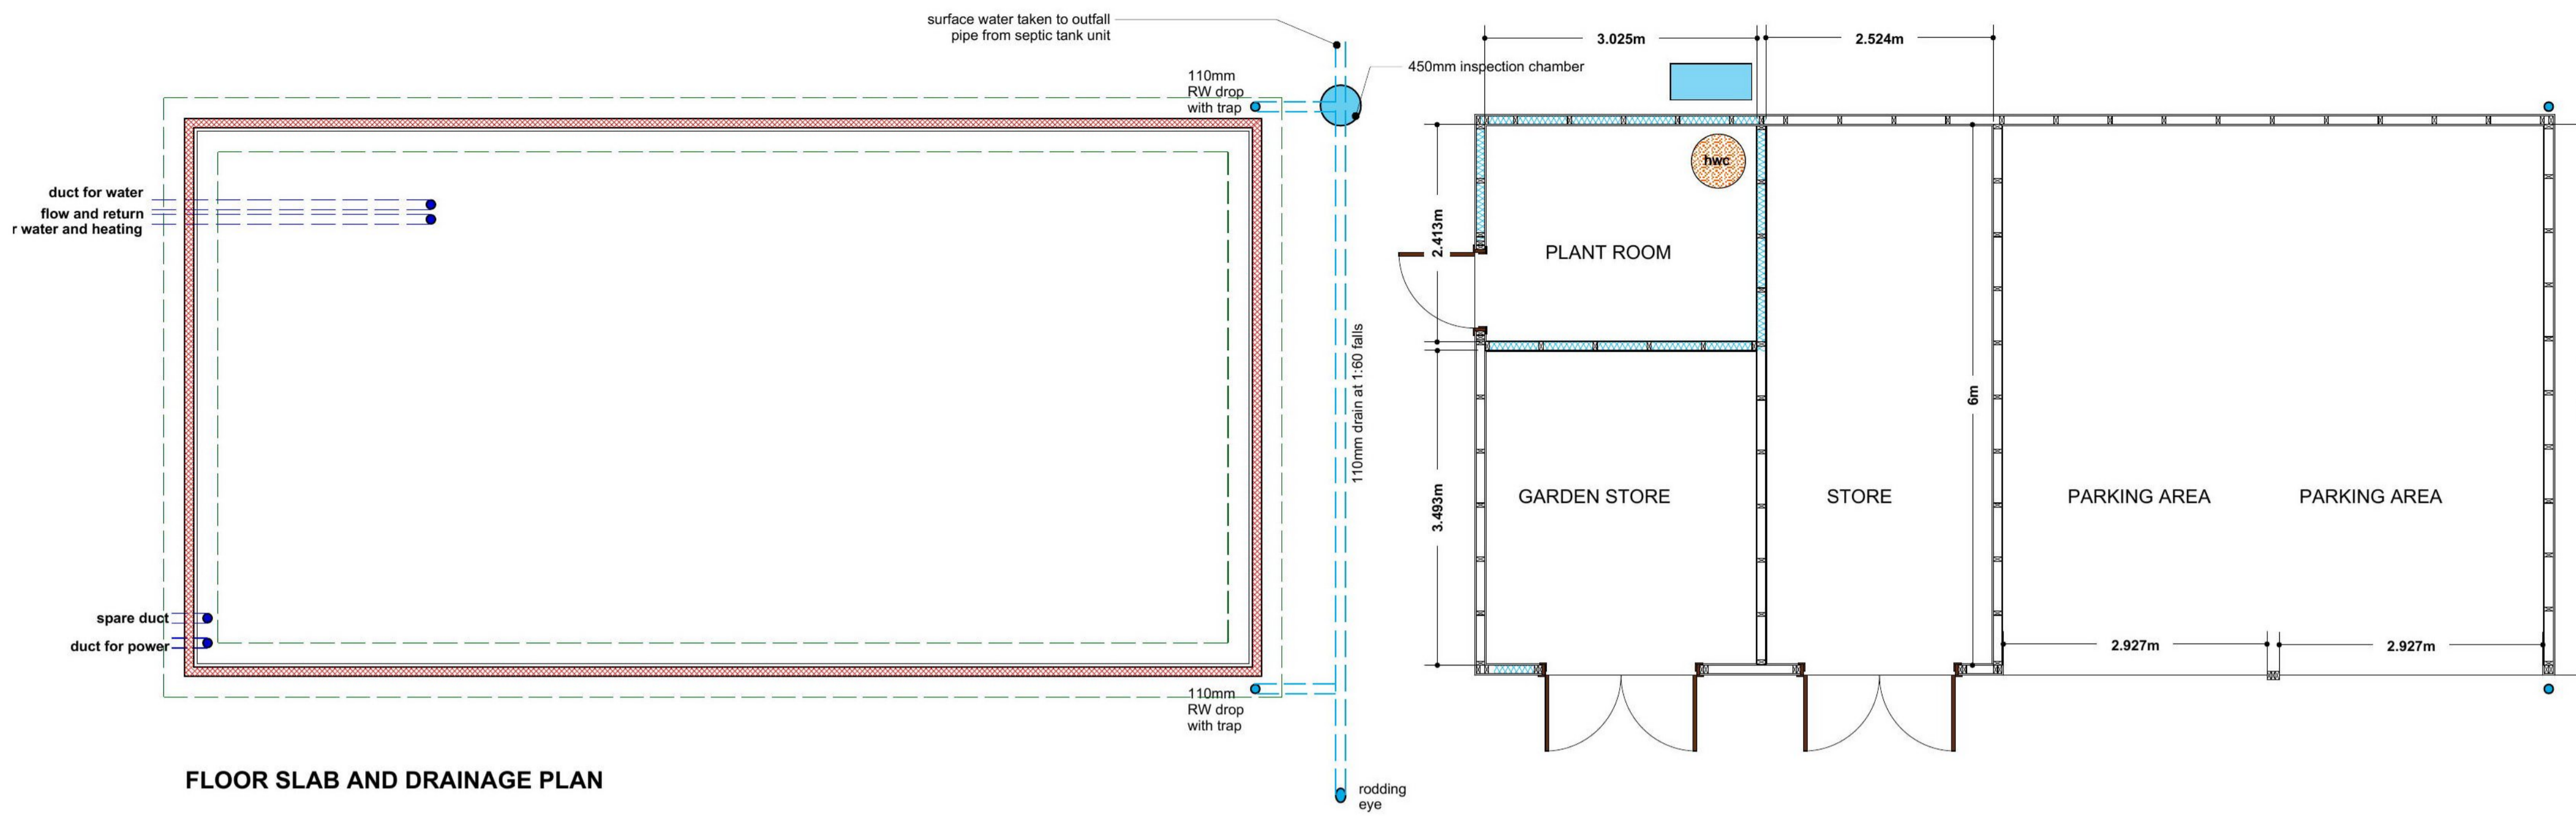 surface water taken to outfall
pipe from septic tank unit
450mm inspection chamber
110mm
RW drop
with trap
duct for water
flow and return
r water and heating
spare duct
duct for power
110mm drain at 1:60 falls
110mm
RW drop
with trap
rodding
eye
FLOOR SLAB AND DRAINAGE PLAN
3.025m
2.524m
hwc
2.413m
PLANT ROOM
6m
3.493m
GARDEN STORE
STORE
PARKING AREA
PARKING AREA
2.927m
2.927m